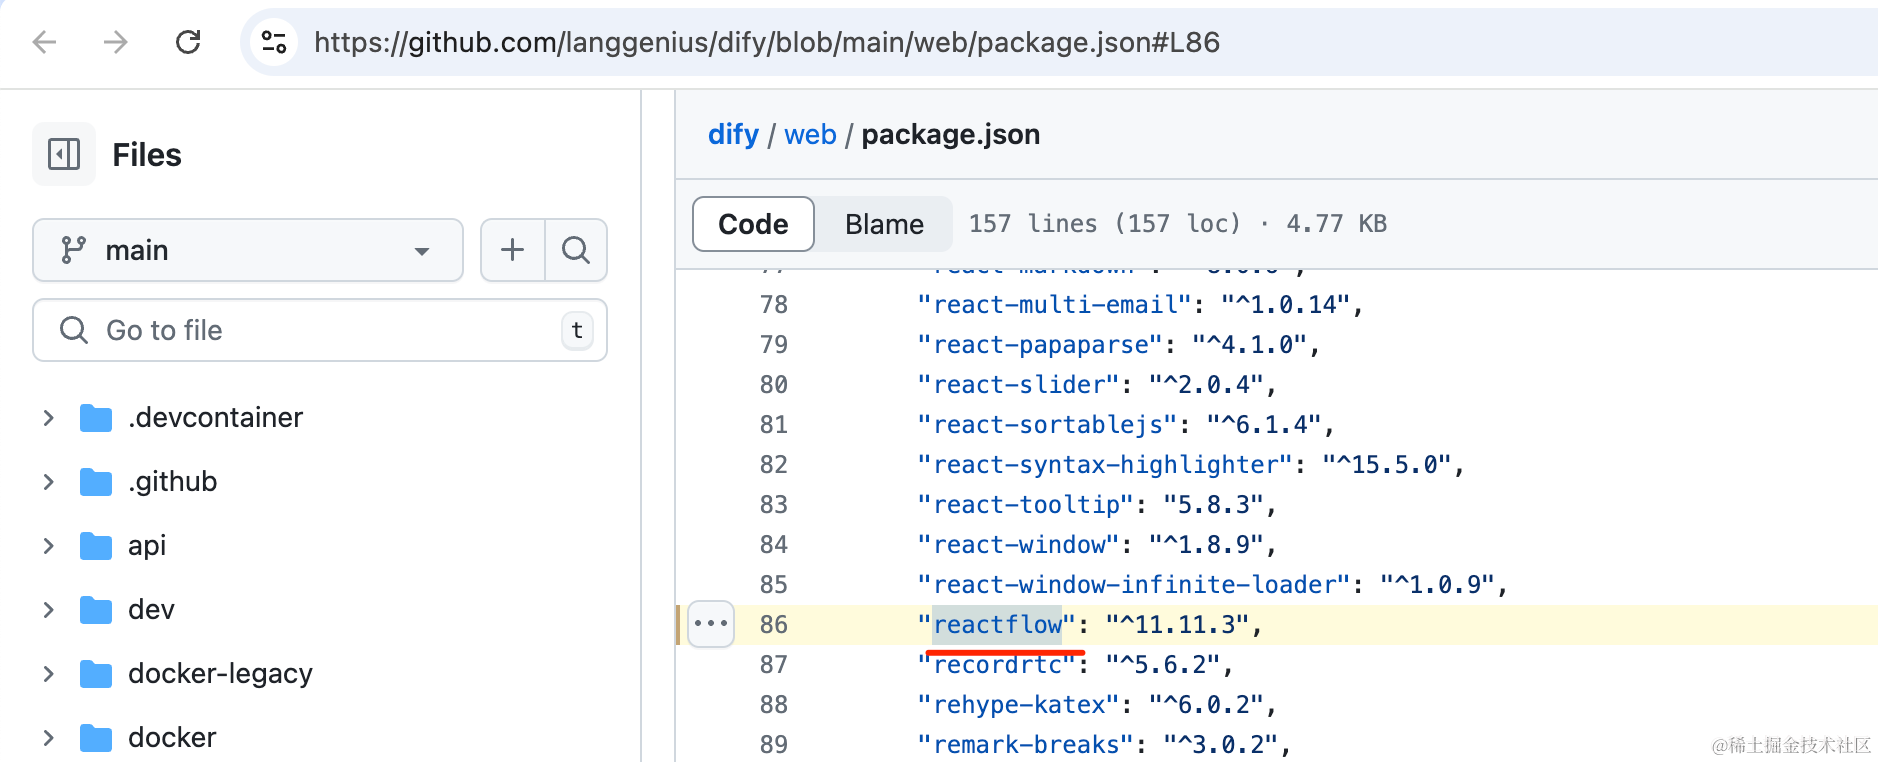 https://github.com/langgenius/dify/blob/main/web/package.json#L86
Files
main
Go to file
t
.devcontainer
.github
api
dev
docker-legacy
docker
dify / web / package.json
Code Blame 157 lines (157 loc) · 4.77 KB
78 "react-multi-email": "^1.0.14",
79 "react-papaparse": "^4.1.0",
80 "react-slider": "^2.0.4",
81 "react-sortablejs": "^6.1.4",
82 "react-syntax-highlighter": "^15.5.0",
83 "react-tooltip": "5.8.3",
84 "react-window": "^1.8.9",
85 "react-window-infinite-loader": "^1.0.9",
86 "reactflow": "^11.11.3",
87 "recordrtc": "^5.6.2",
88 "rehype-katex": "^6.0.2",
89 "remark-breaks": "^3.0.2",
@稀土掘金技术社区